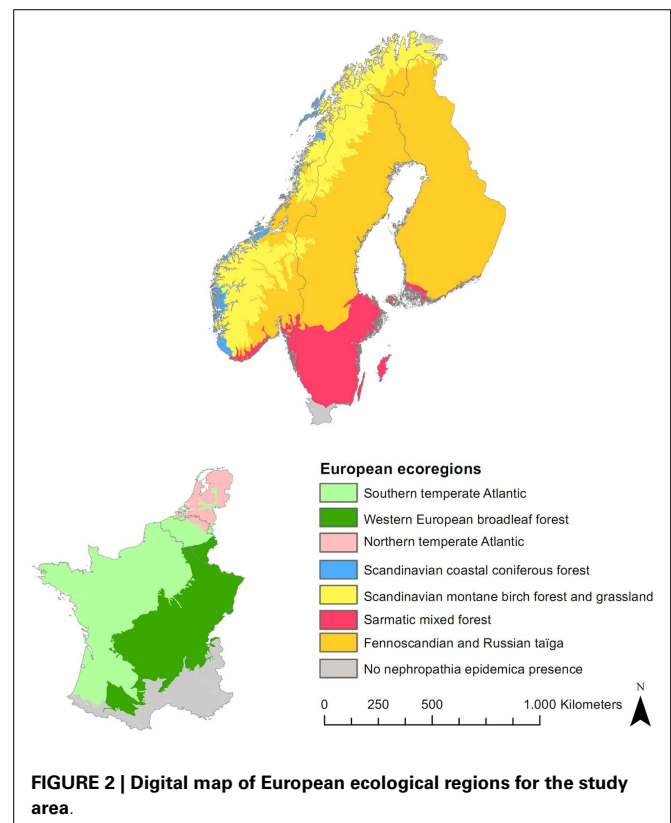 European ecoregions
Southern temperate Atlantic
Western European broadleaf forest
Northern temperate Atlantic
Scandinavian coastal coniferous forest
Scandinavian montane birch forest and grassland
Sarmatic mixed forest
Fennoscandian and Russian taïga
No nephropathia epidemica presence
0 250 500 1.000 Kilometers
N
FIGURE 2 | Digital map of European ecological regions for the study
area.